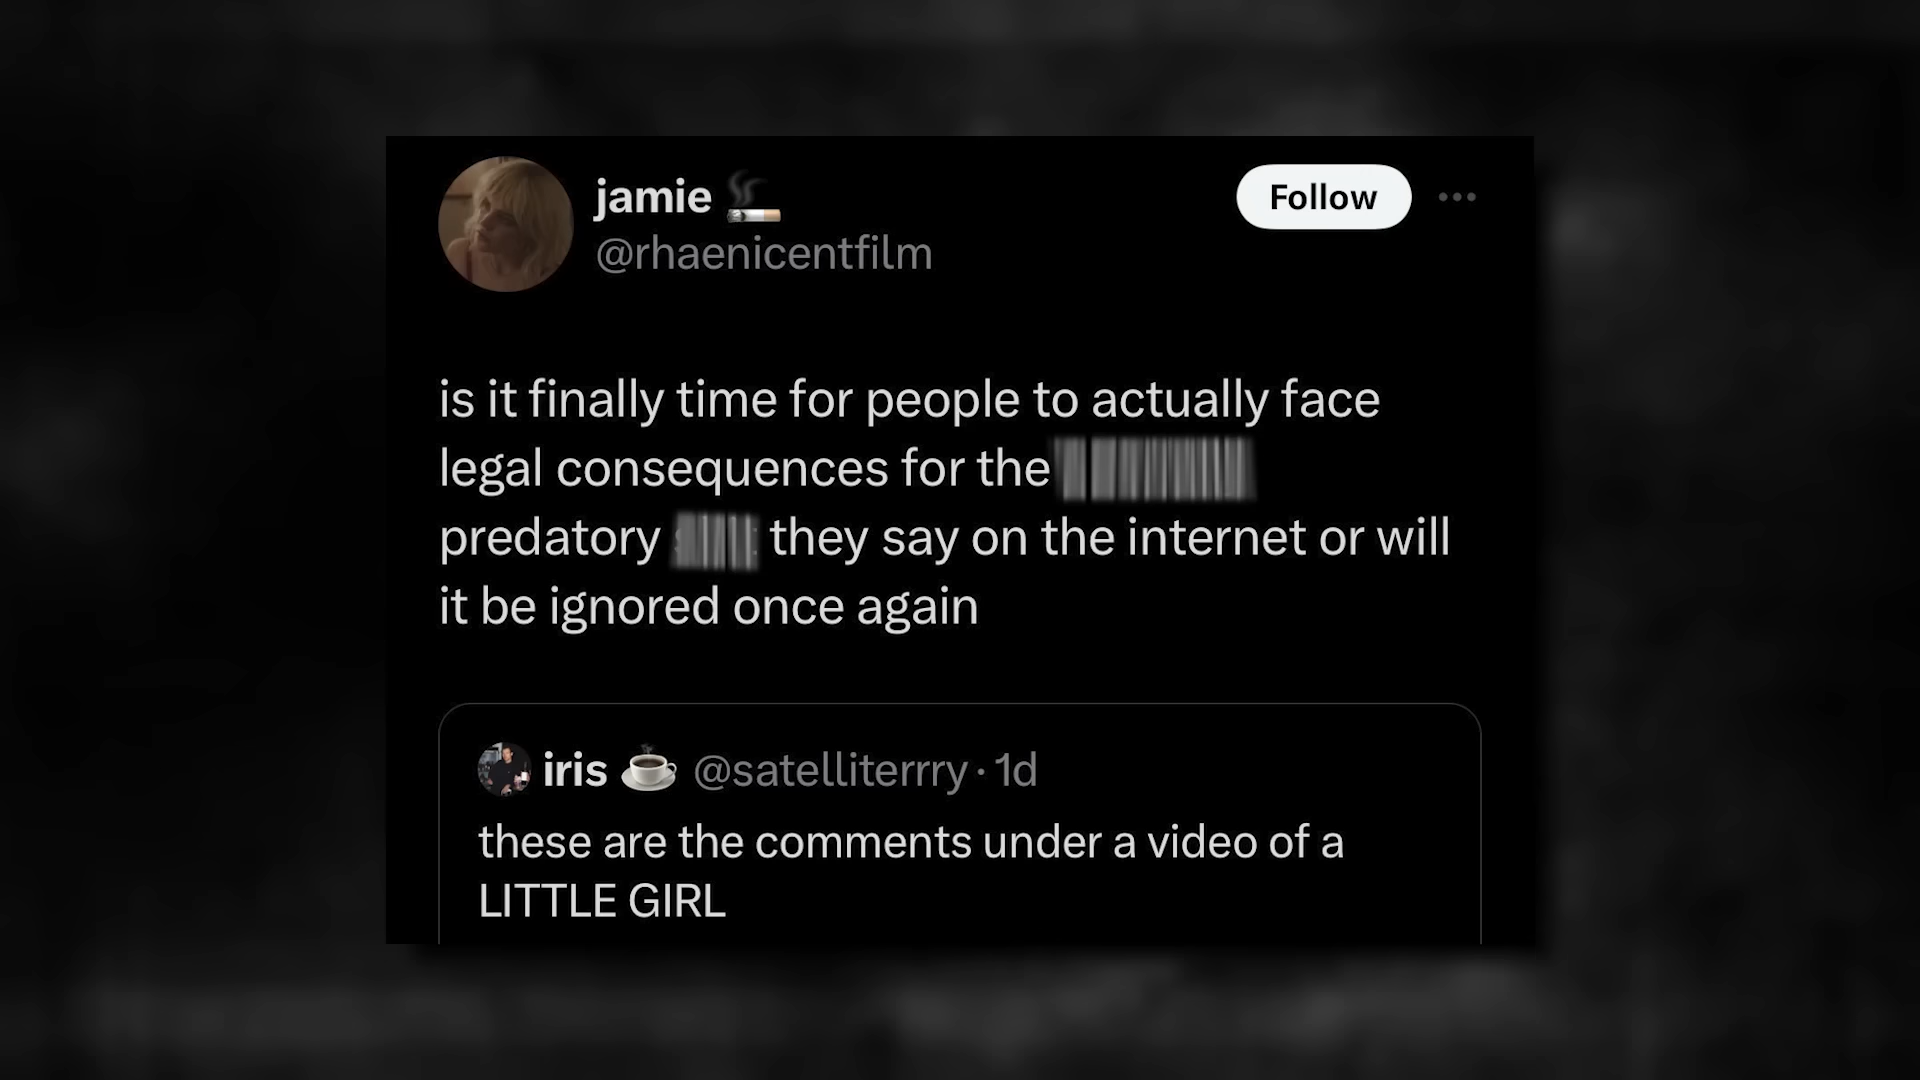 jamie 🚬
@rhaenicentfilm
Follow
is it finally time for people to actually face
legal consequences for the
predatory they say on the internet or will
it be ignored once again
iris ☕ @satelliterrry · 1d
these are the comments under a video of a
LITTLE GIRL